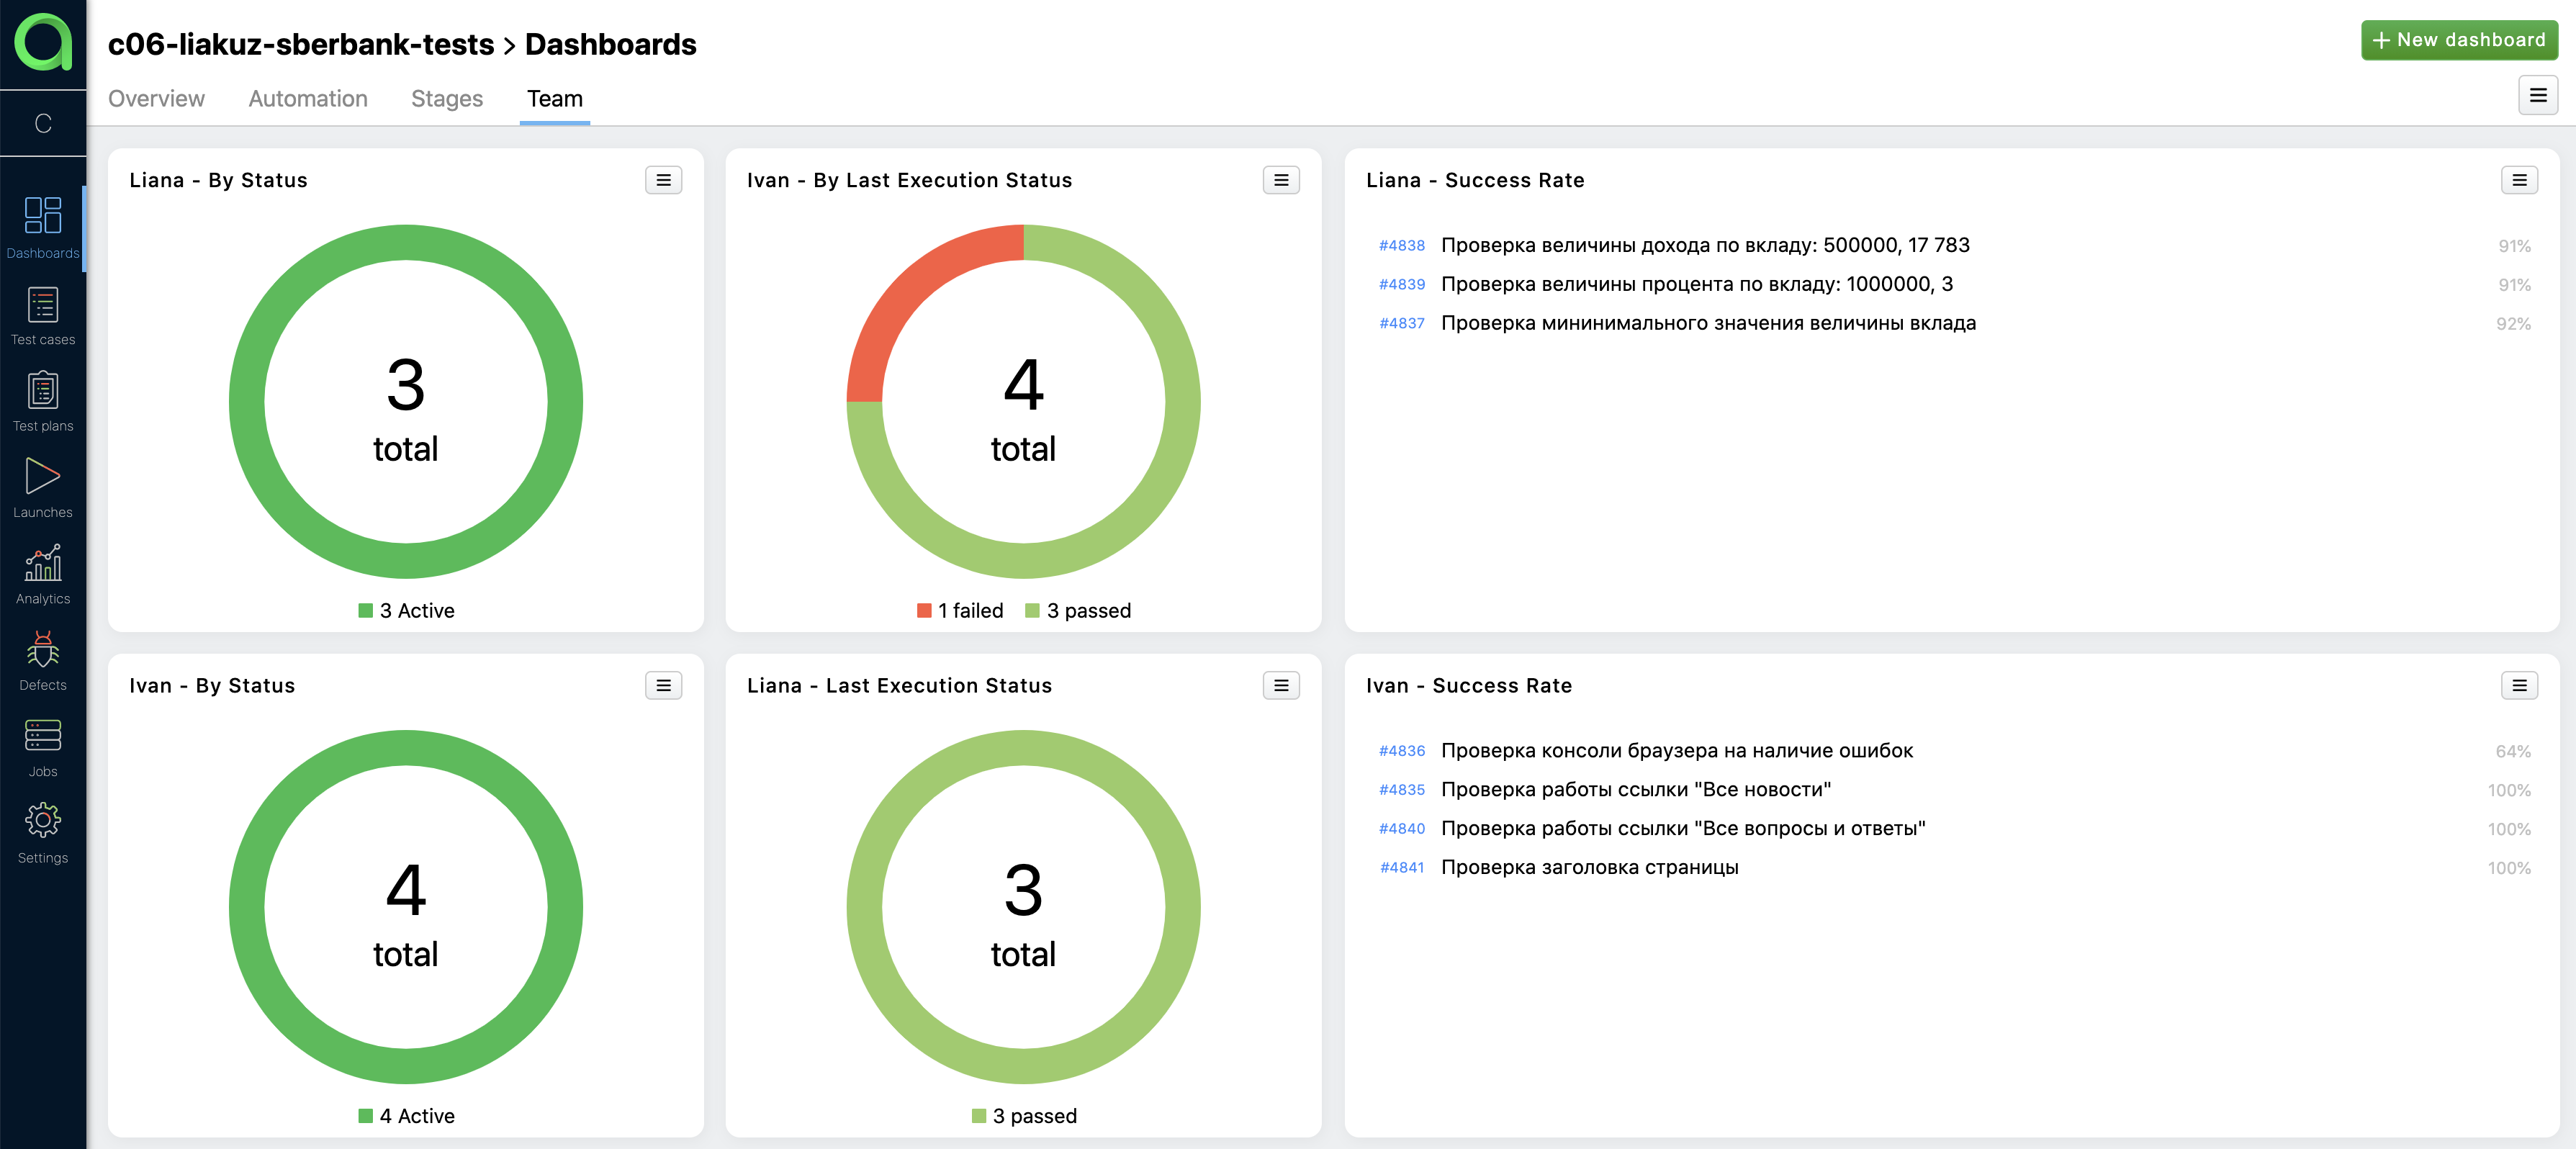 c06-liakuz-sberbank-tests > Dashboards
+ New dashboard
Overview Automation Stages Team
C
Dashboards
Test cases
Test plans
Launches
Analytics
Defects
Jobs
Settings
Liana - By Status
3
total
3 Active
Ivan - By Last Execution Status
4
total
1 failed 3 passed
Liana - Success Rate
#4838 Проверка величины дохода по вкладу: 500000, 17 783 91%
#4839 Проверка величины процента по вкладу: 1000000, 3 91%
#4837 Проверка мининимального значения величины вклада 92%
Ivan - By Status
4
total
4 Active
Liana - Last Execution Status
3
total
3 passed
Ivan - Success Rate
#4836 Проверка консоли браузера на наличие ошибок 64%
#4835 Проверка работы ссылки "Все новости" 100%
#4840 Проверка работы ссылки "Все вопросы и ответы" 100%
#4841 Проверка заголовка страницы 100%